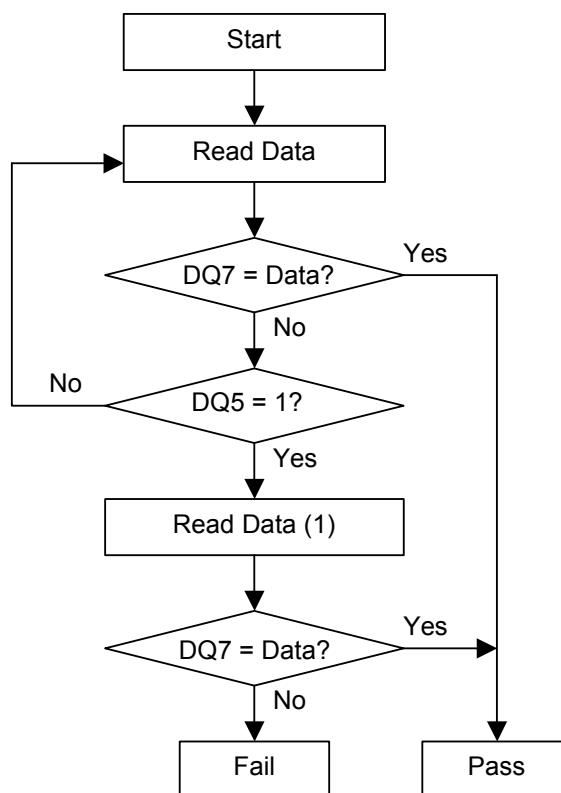 Start
Read Data
DQ7 = Data?
Yes
No
DQ5 = 1?
No
Yes
Read Data (1)
DQ7 = Data?
Yes
No
Fail
Pass